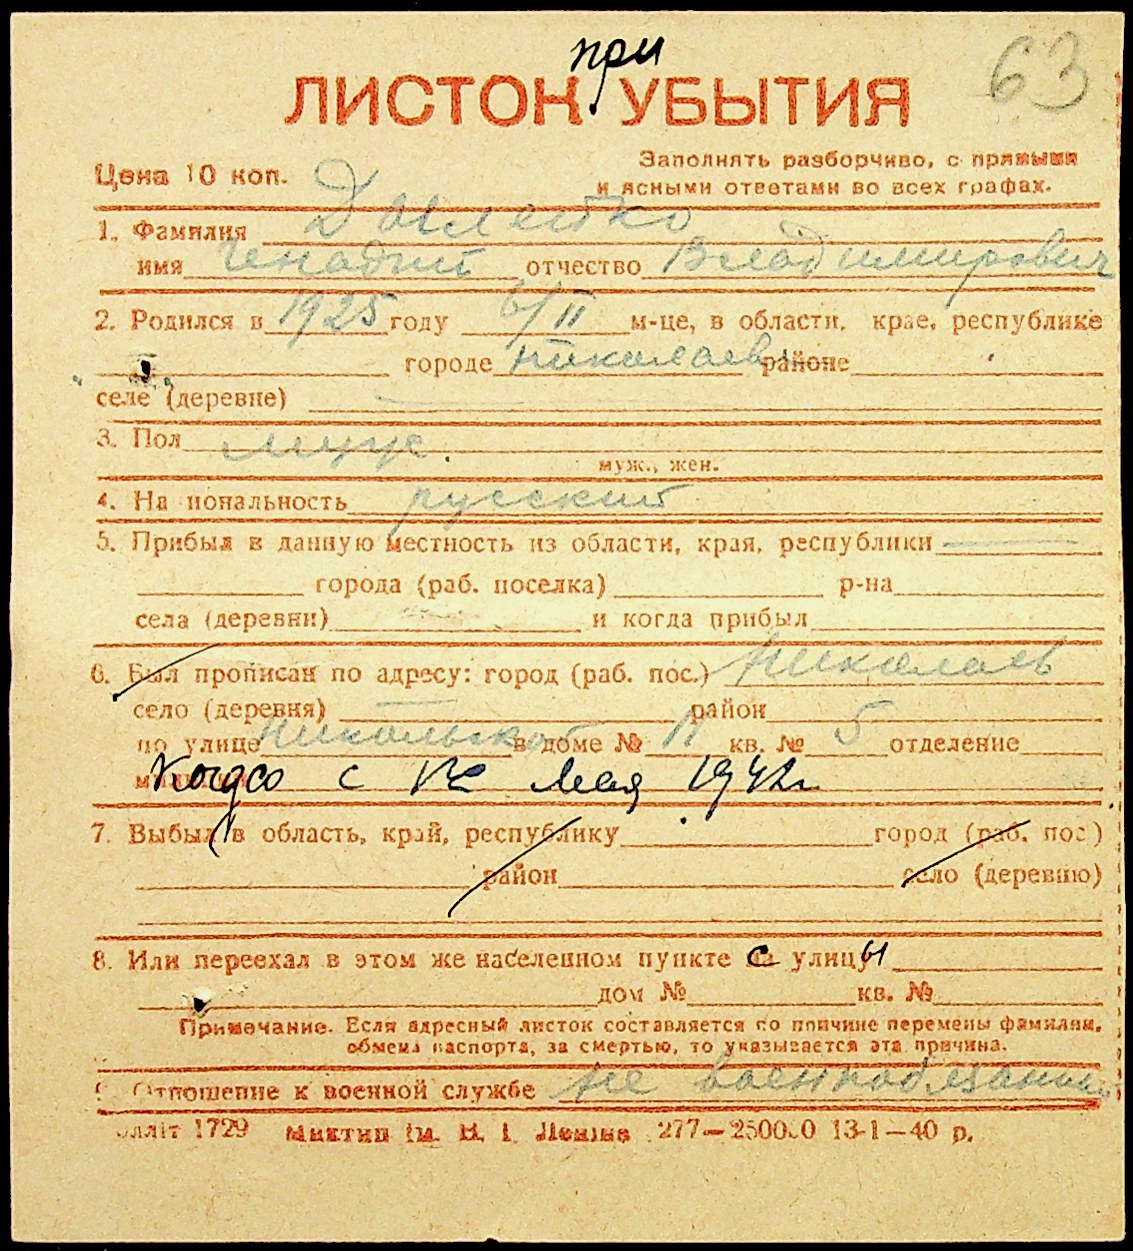 при
63
ЛИСТОК УБЫТИЯ
Цена 10 коп.
Заполнять разборчиво, с прямыми
и ясными ответами во всех графах.
1. Фамилия
имя Генадий отчество Владимирович
2. Родился в 1925 году 6/II м-це, в области, крае, республике
городе Николаев районе
селе (деревне)
3. Пол муж.
муж., жен.
4. На иональность русский
5. Прибыл в данную местность из области, края, республики
города (раб. поселка) р-на
села (деревни) и когда прибыл
6. Был прописан по адресу: город (раб. пос.) Николаев
село (деревня) район
по улице Никольской в доме № 11 кв. № 5 отделение
Когда с мая 1942г
7. Выбыл в область, край, республику город (раб. пос.)
район село (деревню)
8. Или переехал в этом же населенном пункте с улицы
дом № кв. №
Примечание. Если адресный листок составляется по причине перемены фамилии,
обмена паспорта, за смертью, то указывается эта причина.
Отношение к военной службе не военнообязанный
1729 Миктип ім. В. І. Леніна 277—250000 13-1—40 р.